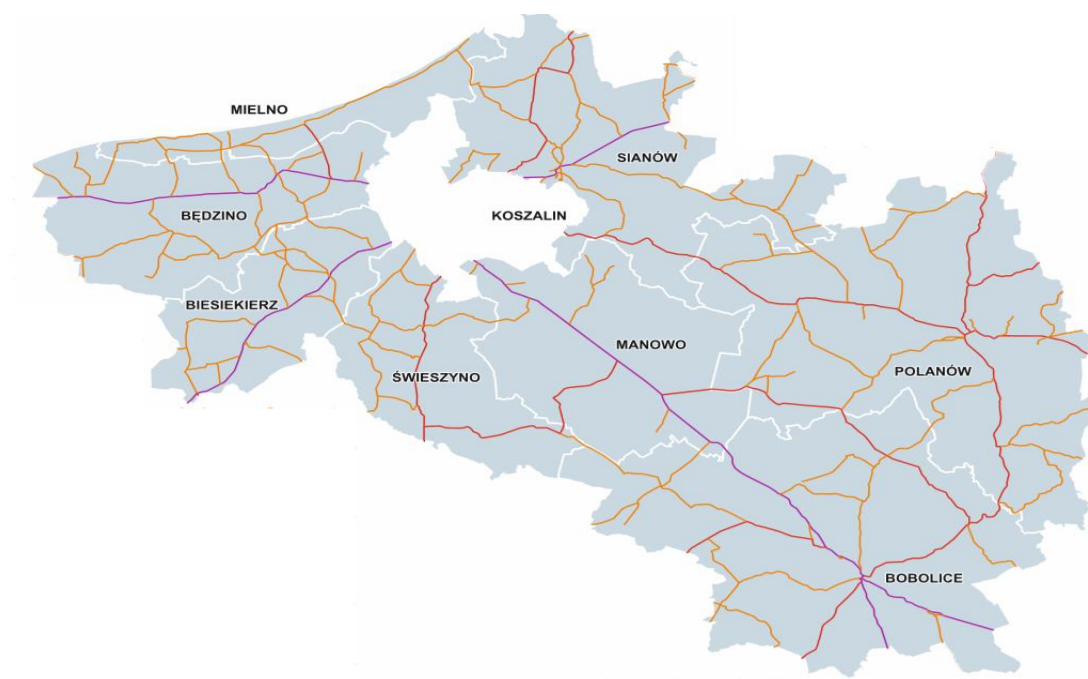 MIELNO
SIANÓW
BĘDZINO
KOSZALIN
BIESIEKIERZ
MANOWO
ŚWIESZYNO
POLANÓW
BOBOLICE